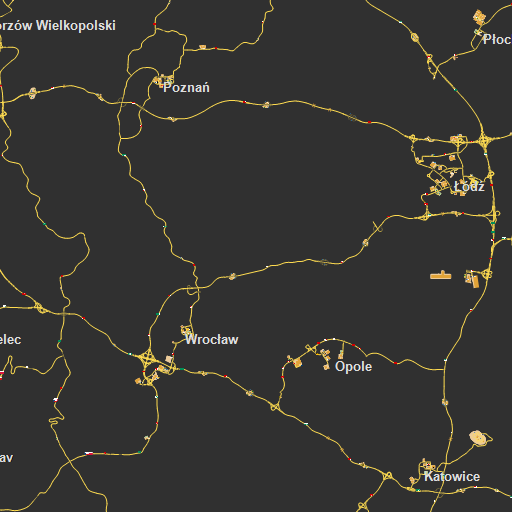 orzów Wielkopolski
Płoc
Poznań
Łódź
Wrocław
elec
Opole
av
Katowice